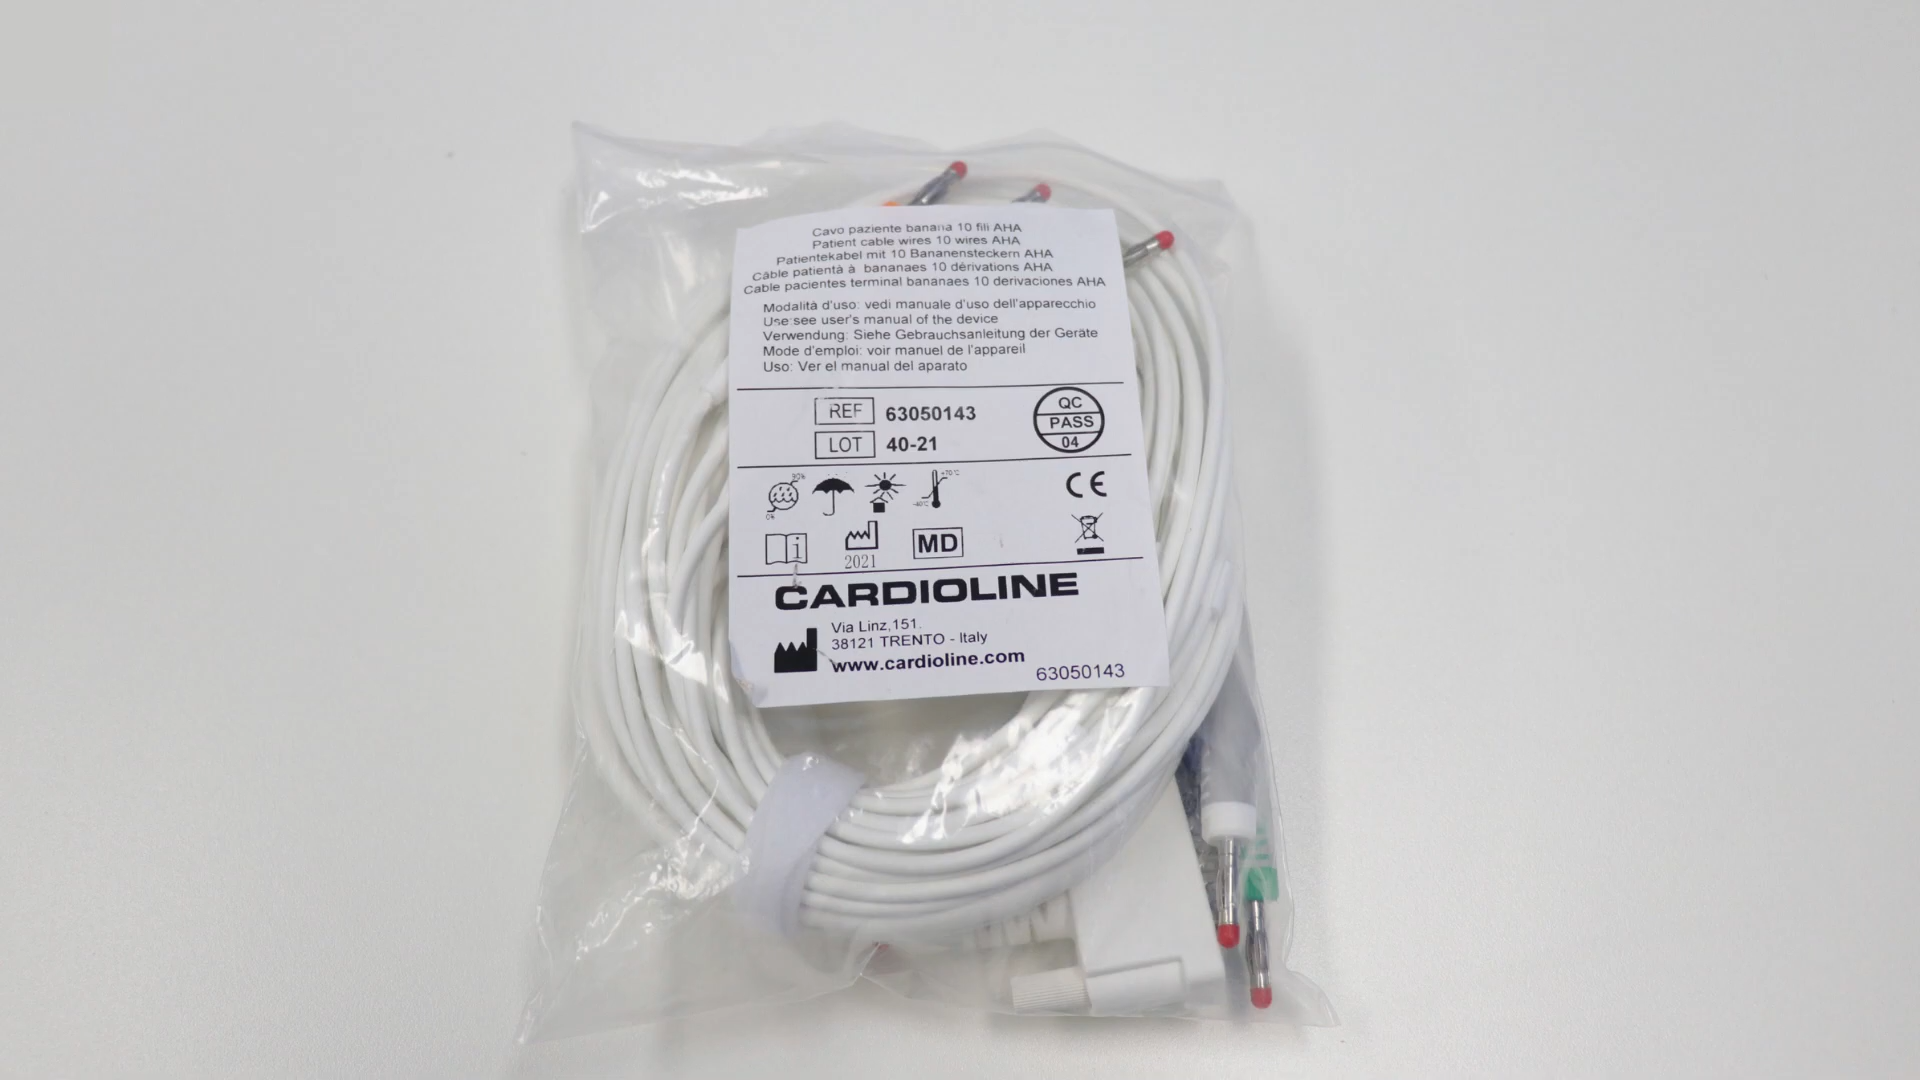 Cavo paziente banana 10 fili AHA
Patient cable wires 10 wires AHA
Patientekabel mit 10 Bananensteckern AHA
Câble patientà à bananaes 10 dérivations AHA
Cable pacientes terminal bananaes 10 derivaciones AHA
Modalità d'uso: vedi manuale d'uso dell'apparecchio
Use:see user's manual of the device
Verwendung: Siehe Gebrauchsanleitung der Geräte
Mode d'emploi: voir manuel de l'appareil
Uso: Ver el manual del aparato
REF 63050143
LOT 40-21
QC
PASS
04
90%
0%
+70°C
-40°C
CE
i
2021
MD
CARDIOLINE
Via Linz,151.
38121 TRENTO - Italy
www.cardioline.com
63050143